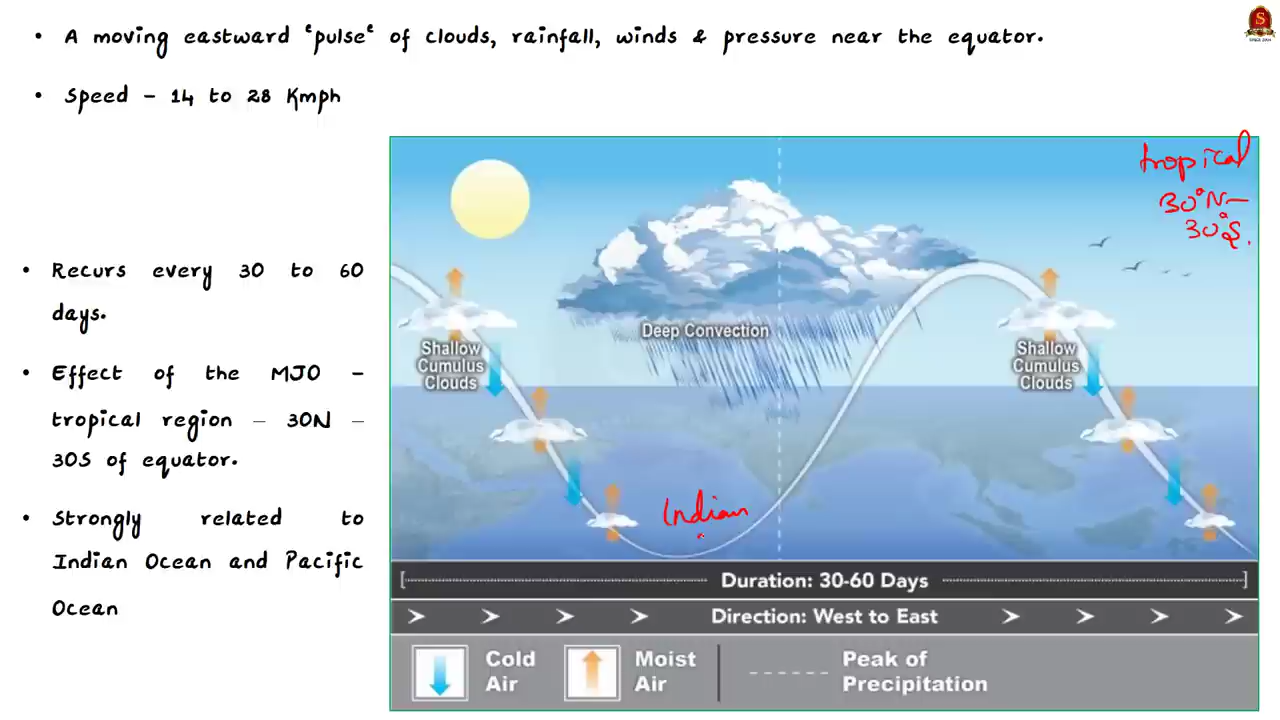 • A moving eastward 'pulse' of clouds, rainfall, winds & pressure near the equator.
• Speed – 14 to 28 Kmph
• Recurs every 30 to 60
days.
• Effect of the MJO –
tropical region – 30N –
30S of equator.
• Strongly related to
Indian Ocean and Pacific
Ocean
tropical
30°N–
30°S.
Deep Convection
Shallow
Cumulus
Clouds
Shallow
Cumulus
Clouds
Indian
Duration: 30-60 Days
Direction: West to East
Cold
Air
Moist
Air
Peak of
Precipitation